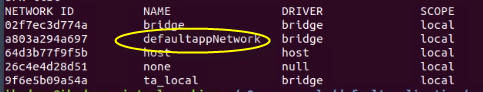 NETWORK ID NAME DRIVER SCOPE
02f7ec3d774a bridge bridge local
a803a294a697 defaultappNetwork bridge local
64d3b77f9f5b host host local
26c4e4d28d51 none null local
9f6e5b09a54a ta_local bridge local